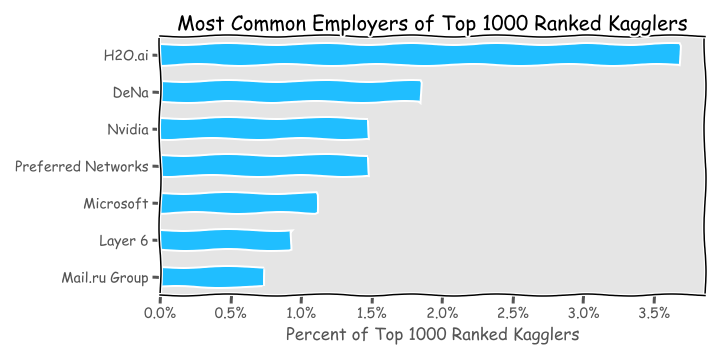 Most Common Employers of Top 1000 Ranked Kagglers
H2O.ai
DeNa
Nvidia
Preferred Networks
Microsoft
Layer 6
Mail.ru Group
0.0% 0.5% 1.0% 1.5% 2.0% 2.5% 3.0% 3.5%
Percent of Top 1000 Ranked Kagglers